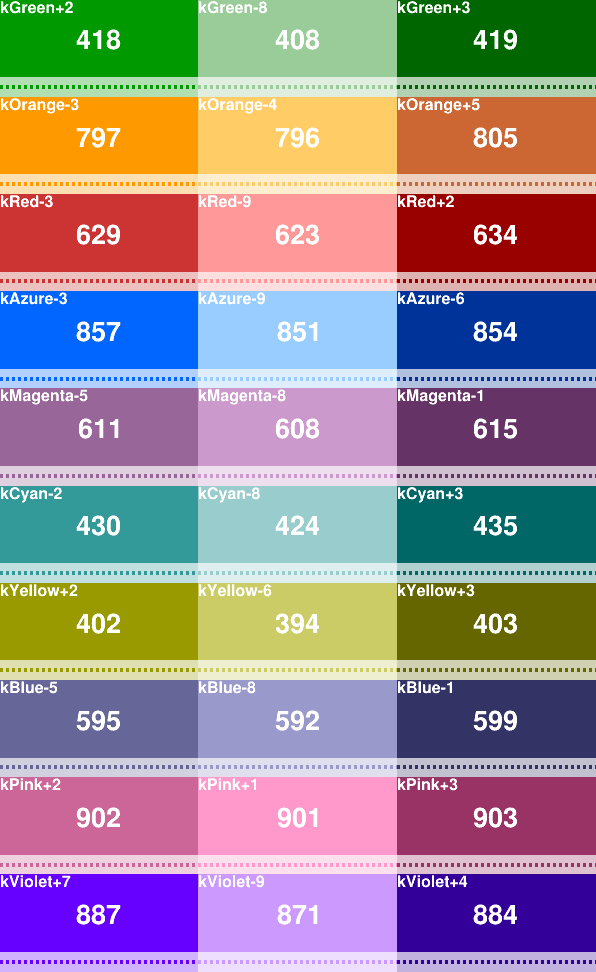 kGreen+2 kGreen-8 kGreen+3
418 408 419
kOrange-3 kOrange-4 kOrange+5
797 796 805
kRed-3 kRed-9 kRed+2
629 623 634
kAzure-3 kAzure-9 kAzure-6
857 851 854
kMagenta-5 kMagenta-8 kMagenta-1
611 608 615
kCyan-2 kCyan-8 kCyan+3
430 424 435
kYellow+2 kYellow-6 kYellow+3
402 394 403
kBlue-5 kBlue-8 kBlue-1
595 592 599
kPink+2 kPink+1 kPink+3
902 901 903
kViolet+7 kViolet-9 kViolet+4
887 871 884